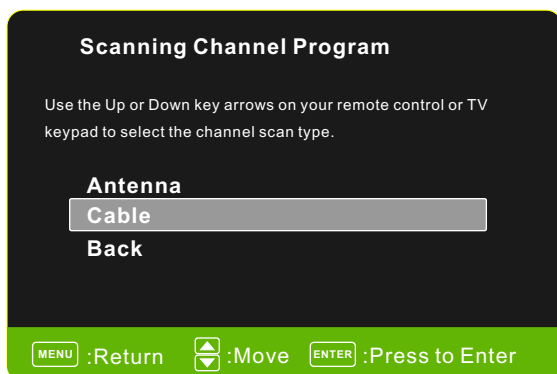 Scanning Channel Program
Use the Up or Down key arrows on your remote control or TV
keypad to select the channel scan type.
Antenna
Cable
Back
MENU :Return :Move ENTER :Press to Enter